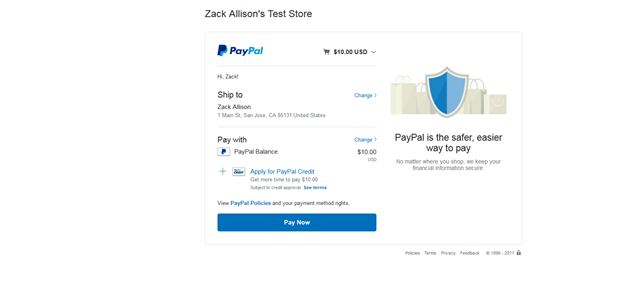 Zack Allison's Test Store
PayPal
$10.00 USD
Hi, Zack!
Ship to
Change >
Zack Allison
1 Main St, San Jose, CA 95131 United States
Pay with
Change >
PayPal Balance
$10.00
USD
Apply for PayPal Credit
Get more time to pay $10.00
Subject to credit approval. See terms
View PayPal Policies and your payment method rights.
Pay Now
PayPal is the safer, easier
way to pay
No matter where you shop, we keep your
financial information secure.
Policies Terms Privacy Feedback © 1999 - 2017